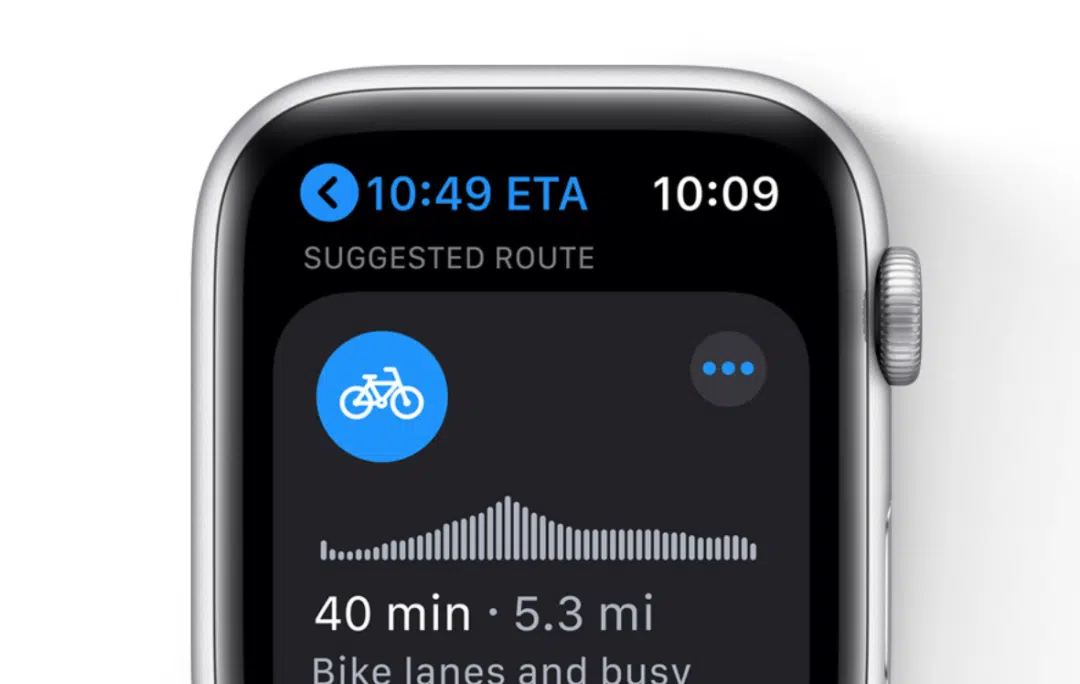 10:49 ETA 10:09
SUGGESTED ROUTE
40 min · 5.3 mi
Bike lanes and busy